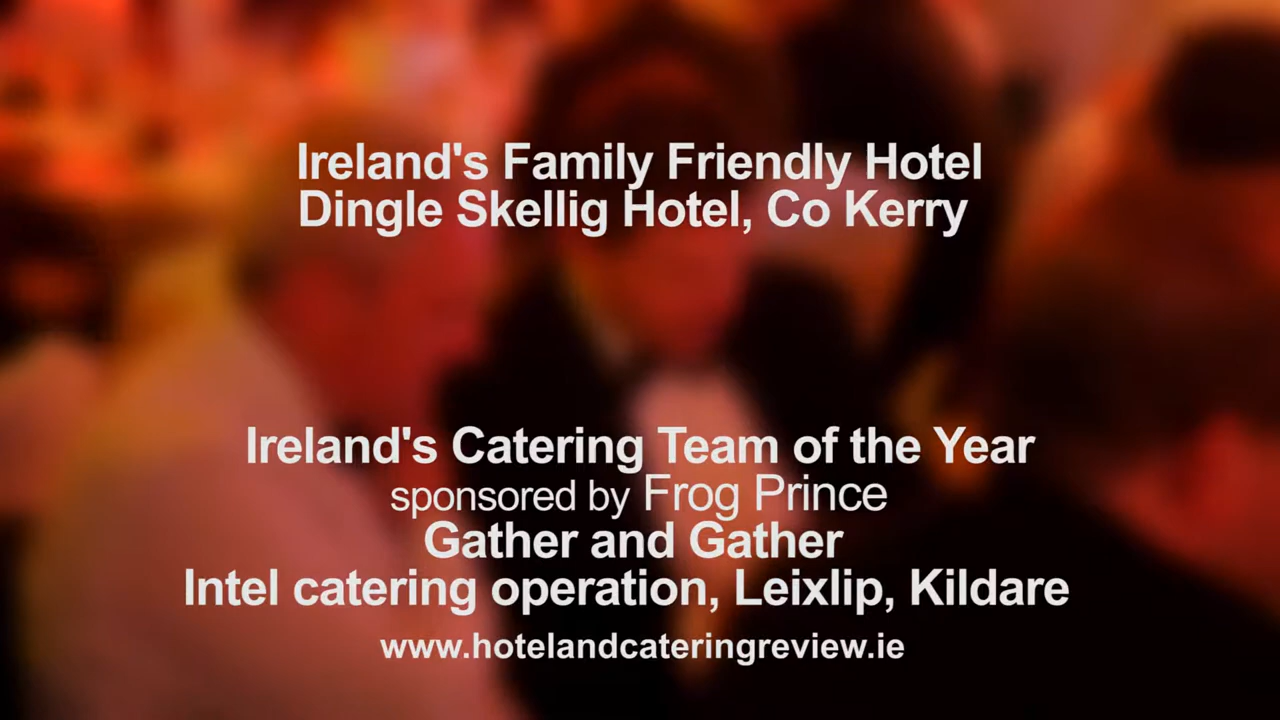 Ireland's Family Friendly Hotel
Dingle Skellig Hotel, Co Kerry
Ireland's Catering Team of the Year
sponsored by Frog Prince
Gather and Gather
Intel catering operation, Leixlip, Kildare
www.hotelandcateringreview.ie